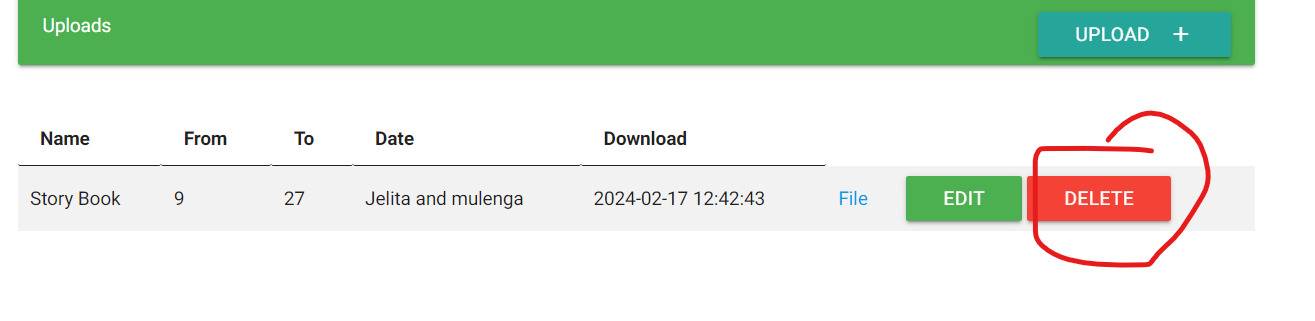 Uploads
UPLOAD +
Name From To Date Download
Story Book 9 27 Jelita and mulenga 2024-02-17 12:42:43 File EDIT DELETE